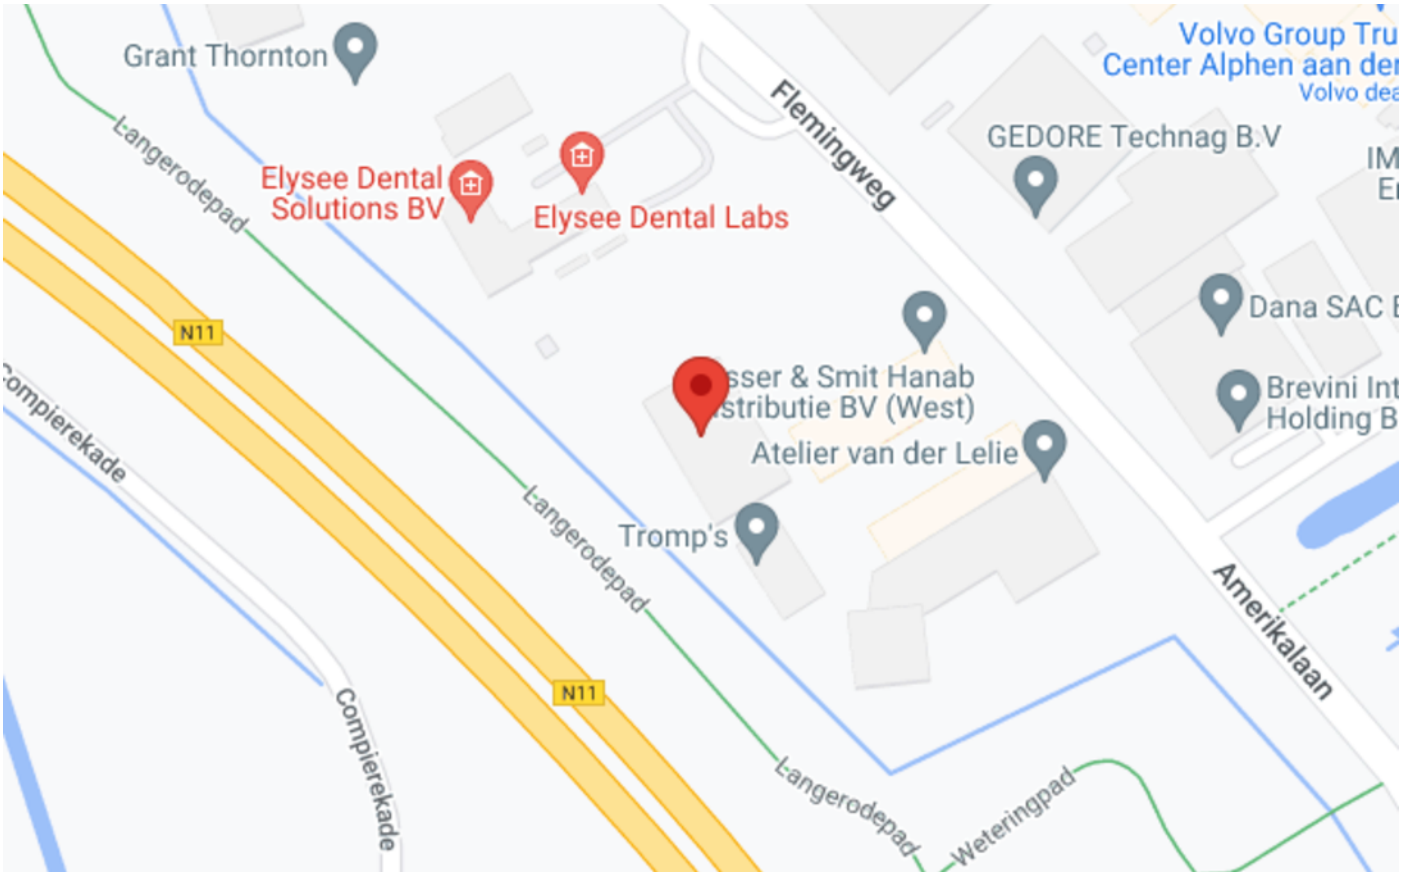 Grant Thornton
Volvo Group Tru
Center Alphen aan der
Volvo dea
Flemingweg
GEDORE Technag B.V
Langerodepad
IM
Elysee Dental
Solutions BV
Elysee Dental Labs
Dana SAC
N11
sser & Smit Hanab
stributie BV (West)
Brevini Int
Holding B
Compierekade
Atelier van der Lelie
Langerodepad
Tromp's
Amerikalaan
N11
Compierekade
Langerodepad
Weteringpad